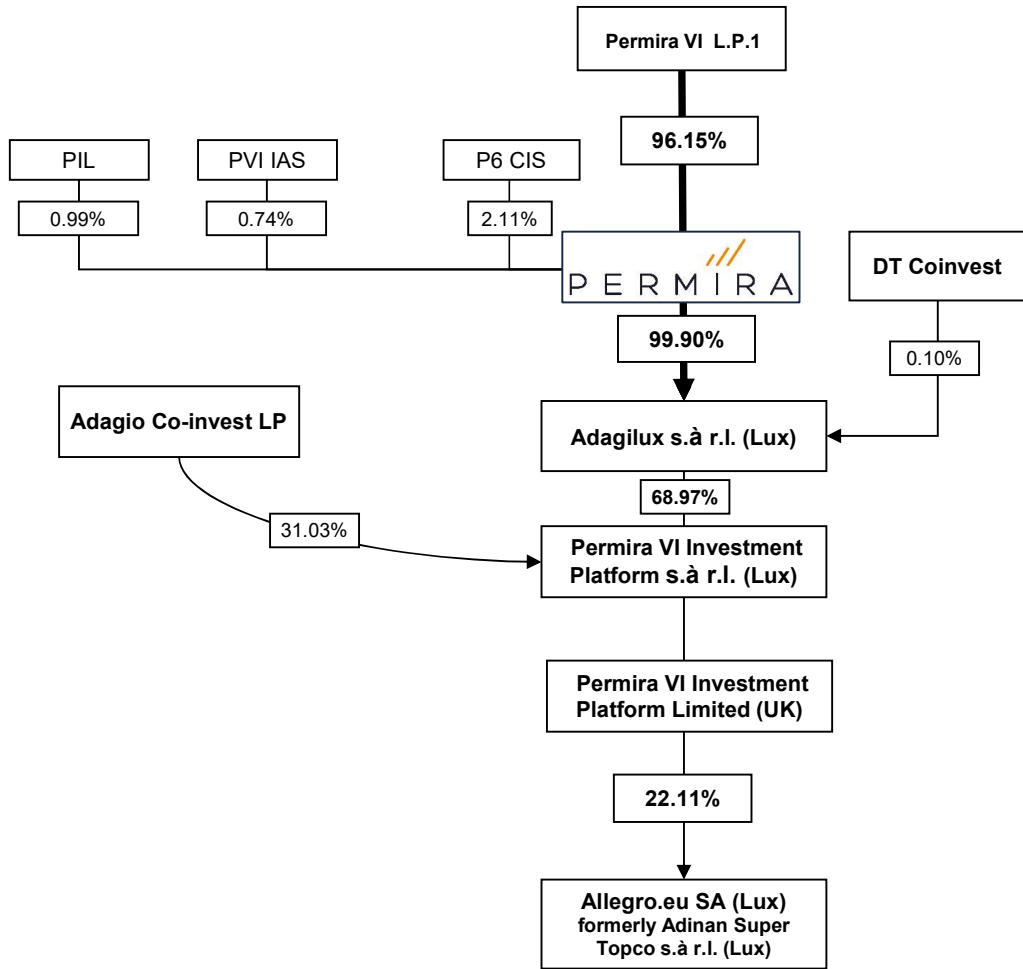 Permira VI L.P.1
96.15%
PIL
PVI IAS
P6 CIS
0.99%
0.74%
2.11%
PERMIRA
DT Coinvest
99.90%
0.10%
Adagio Co-invest LP
Adagilux s.à r.l. (Lux)
68.97%
31.03%
Permira VI Investment
Platform s.à r.l. (Lux)
Permira VI Investment
Platform Limited (UK)
22.11%
Allegro.eu SA (Lux)
formerly Adinan Super
Topco s.à r.l. (Lux)